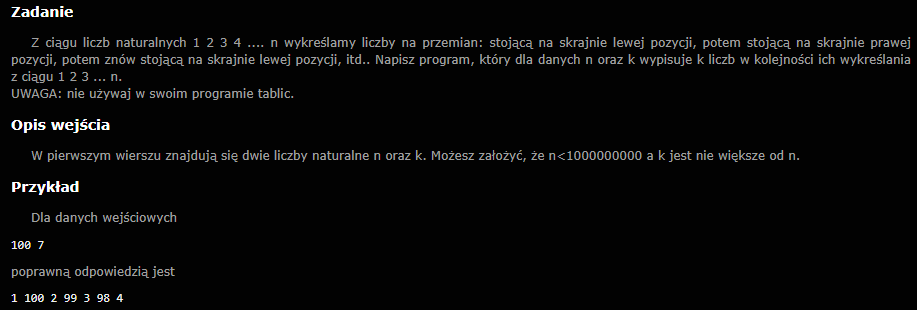 Zadanie
Z ciągu liczb naturalnych 1 2 3 4 .... n wykreślamy liczby na przemian: stojącą na skrajnie lewej pozycji, potem stojącą na skrajnie prawej
pozycji, potem znów stojącą na skrajnie lewej pozycji, itd.. Napisz program, który dla danych n oraz k wypisuje k liczb w kolejności ich wykreślania
z ciągu 1 2 3 ... n.
UWAGA: nie używaj w swoim programie tablic.
Opis wejścia
W pierwszym wierszu znajdują się dwie liczby naturalne n oraz k. Możesz założyć, że n<1000000000 a k jest nie większe od n.
Przykład
Dla danych wejściowych
100 7
poprawną odpowiedzią jest
1 100 2 99 3 98 4